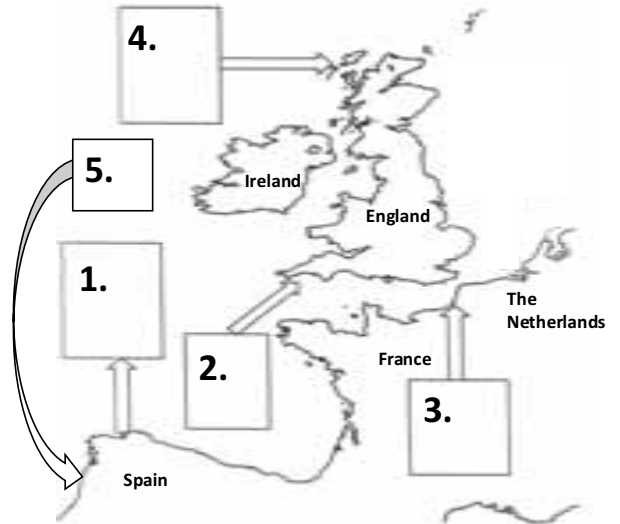 4.
5.
Ireland
England
1.
The
Netherlands
2.
France
3.
Spain